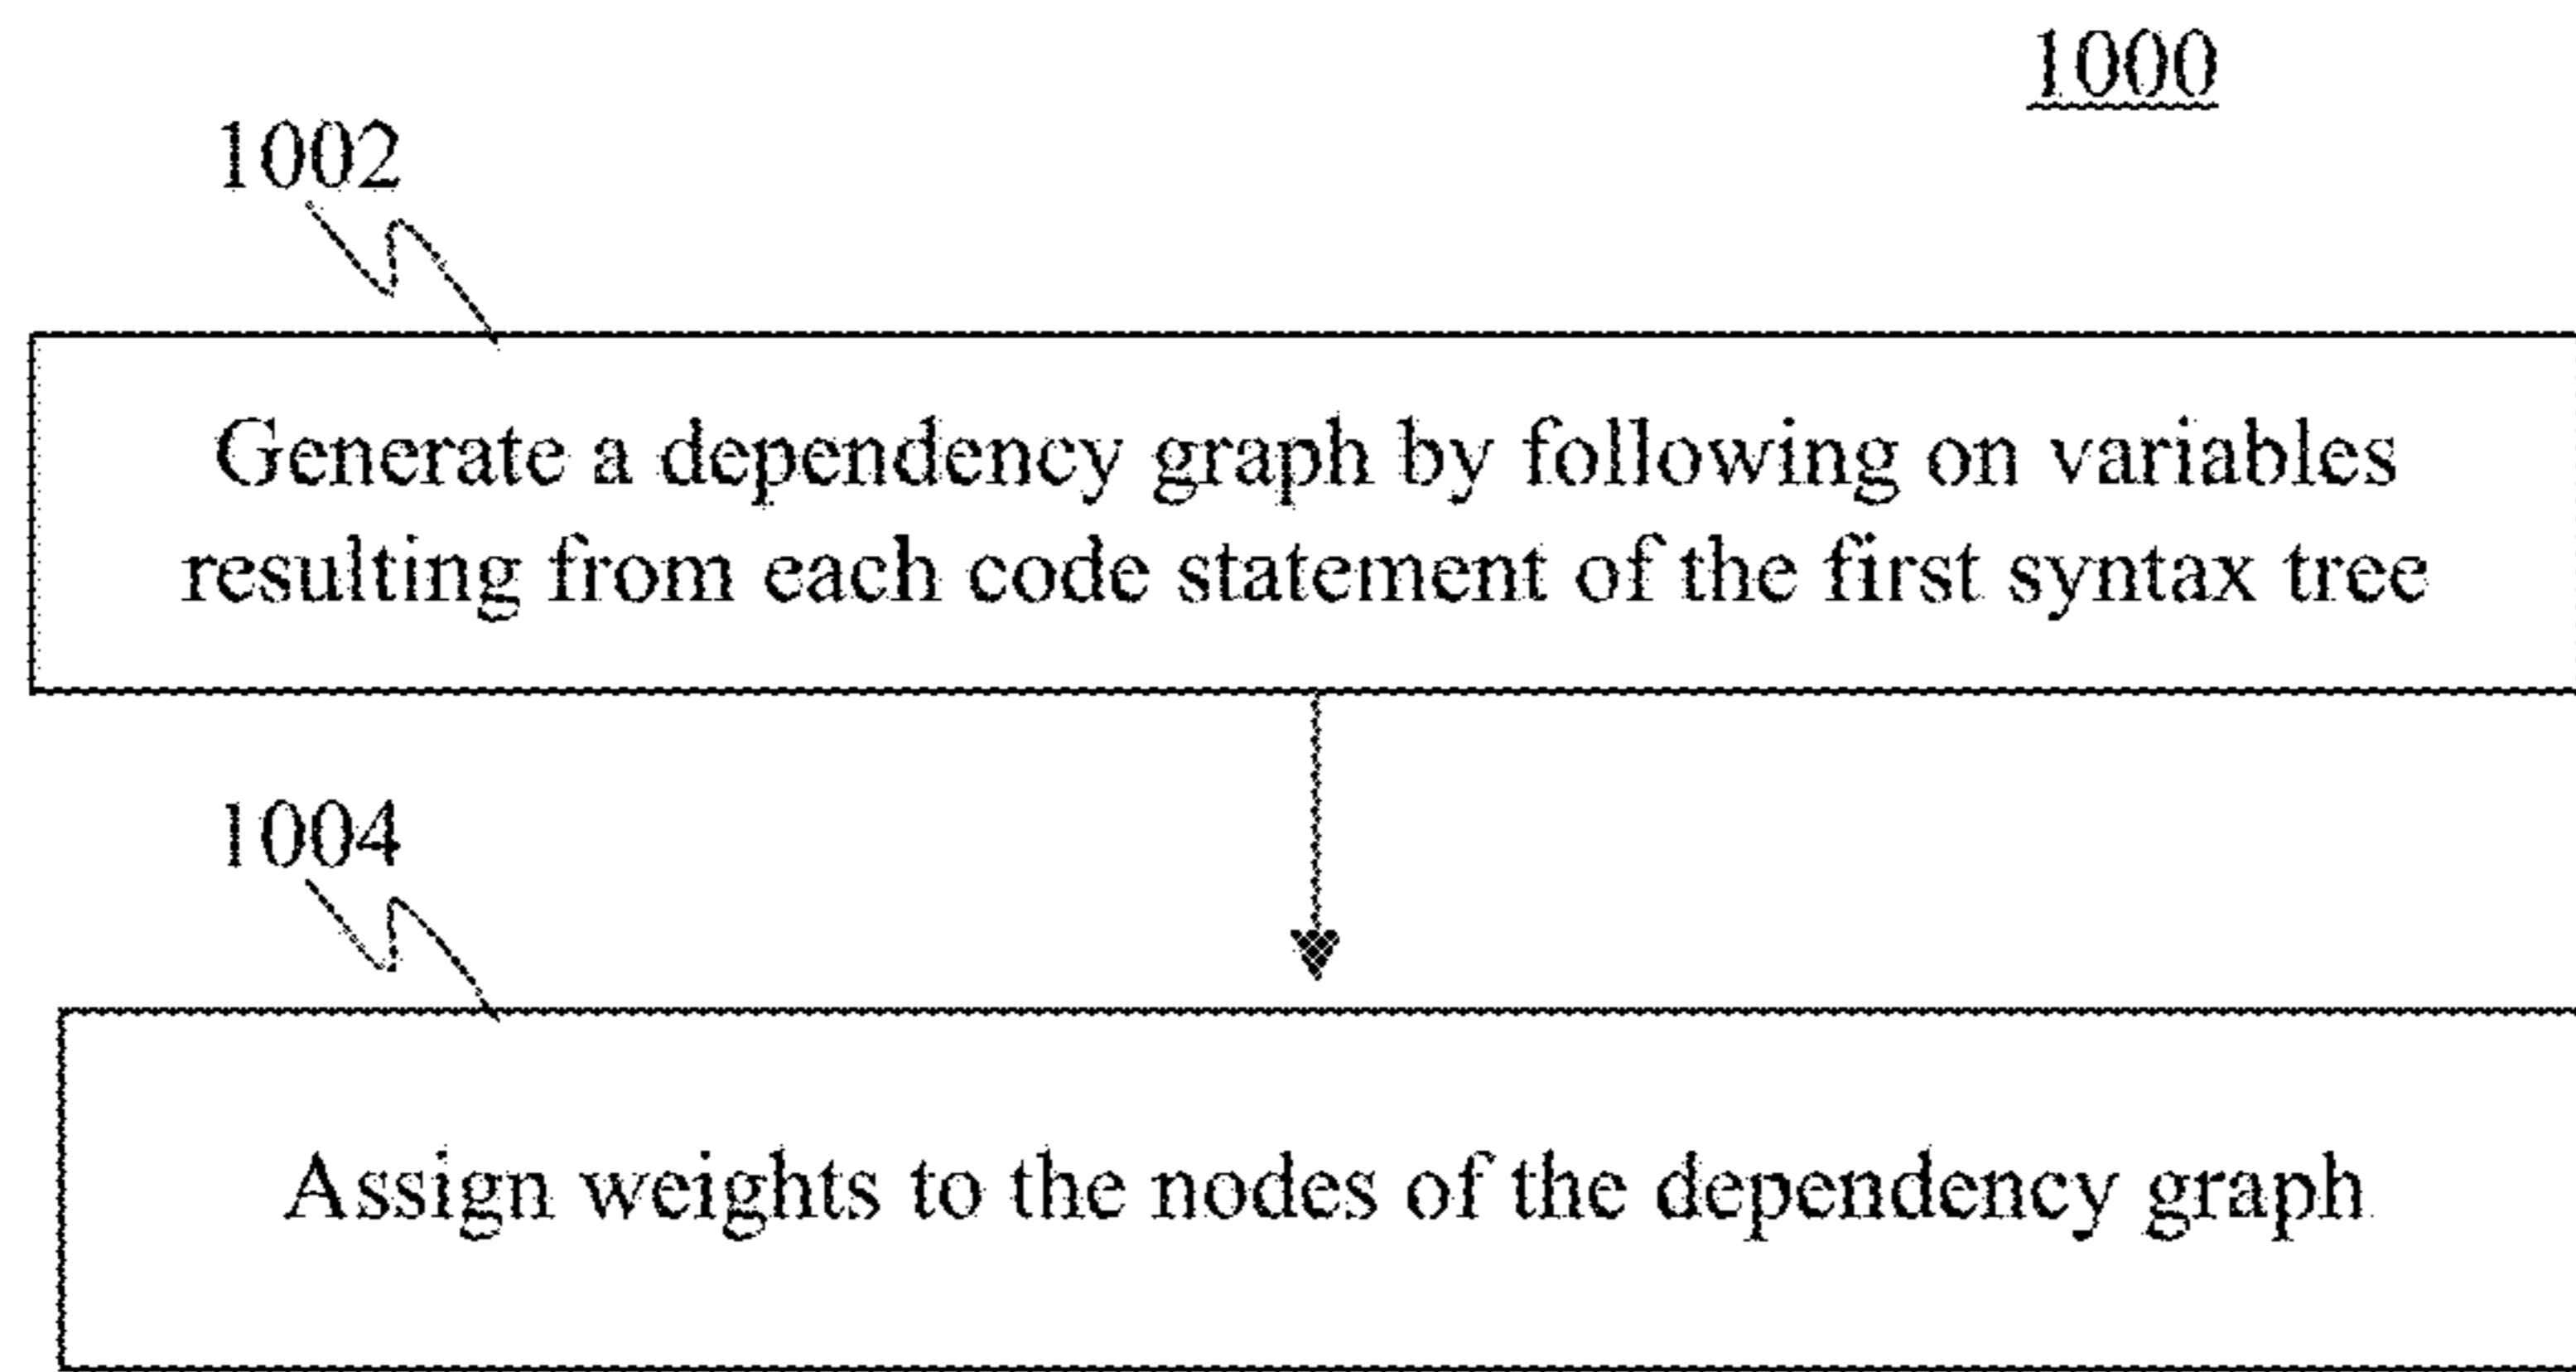 1000
1002
Generate a dependency graph by following on variables
resulting from each code statement of the first syntax tree
1004
Assign weights to the nodes of the dependency graph